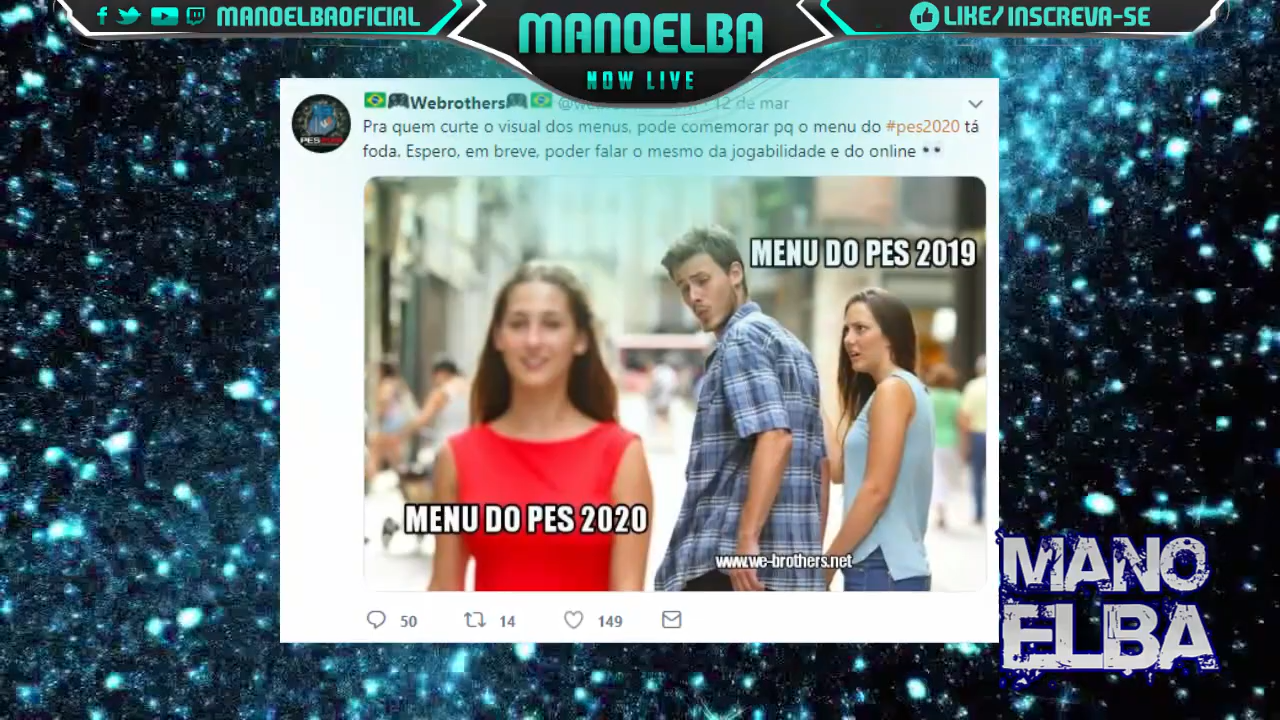 MANOELBAOFICIAL
MANOELBA
NOW LIVE
LIKE/INSCREVA-SE
Webrothers
12 de mar
Pra quem curte o visual dos menus, pode comemorar pq o menu do #pes2020 tá
foda. Espero, em breve, poder falar o mesmo da jogabilidade e do online
MENU DO PES 2019
MENU DO PES 2020
www.we-brothers.net
50
14
149
MANO
ELBA